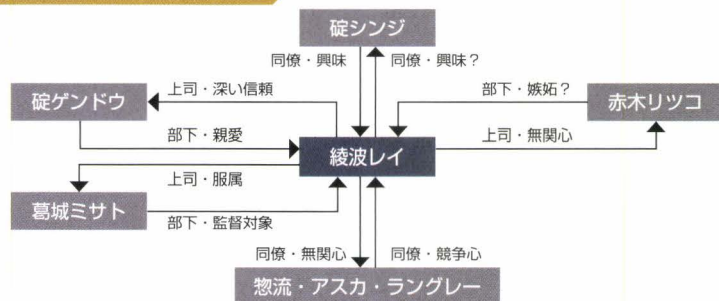 碇シンジ
同僚・興味
同僚・興味？
碇ゲンドウ
上司・深い信頼
部下・嫉妬？
赤木リツコ
部下・親愛
綾波レイ
上司・無関心
上司・服属
葛城ミサト
部下・監督対象
同僚・無関心
同僚・競争心
惣流・アスカ・ラングレー